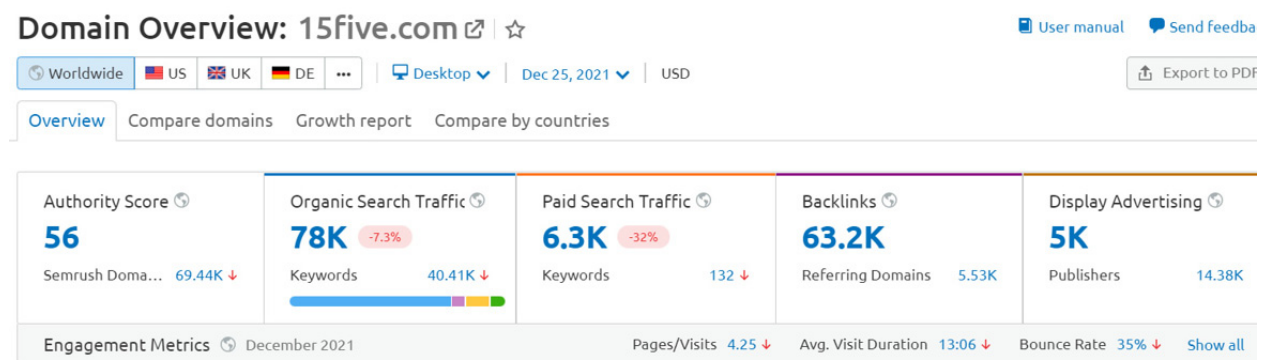 Domain Overview: 15five.com
User manual Send feedba
Worldwide US UK DE ... Desktop Dec 25, 2021 USD Export to PDF
Overview Compare domains Growth report Compare by countries
Authority Score Organic Search Traffic Paid Search Traffic Backlinks Display Advertising
56 78K -7.3% 6.3K -32% 63.2K 5K
Semrush Doma... 69.44K ↓ Keywords 40.41K ↓ Keywords 132 ↓ Referring Domains 5.53K Publishers 14.38K
Engagement Metrics December 2021 Pages/Visits 4.25 ↓ Avg. Visit Duration 13:06 ↓ Bounce Rate 35% ↓ Show all